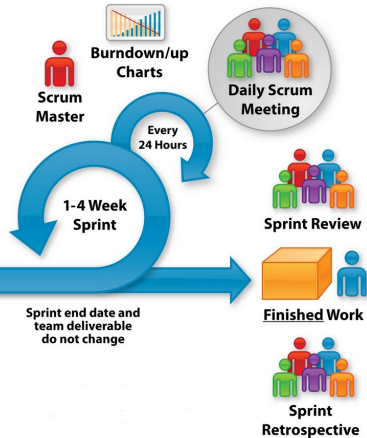 Burndown/up
Charts
Scrum
Master
Daily Scrum
Meeting
Every
24 Hours
1-4 Week
Sprint
Sprint Review
Sprint end date and
team deliverable
do not change
Finished Work
Sprint
Retrospective